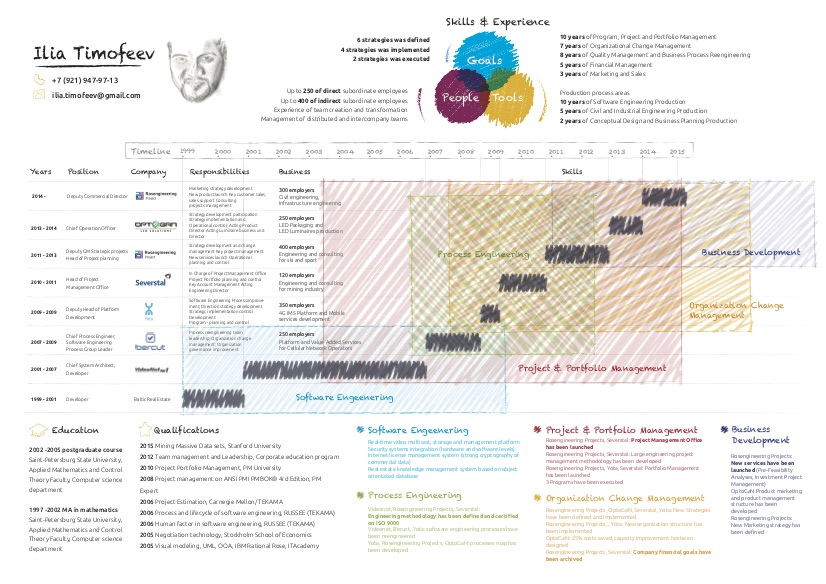 Skills & Experience
Ilia Timofeev
+7 (921) 947-97-13
ilia.timofeev@gmail.com
6 strategies was defined
4 strategies was implemented
2 strategies was executed
Up to 250 of direct subordinate employees
Up to 400 of indirect subordinate employees
Experience of team creation and transformation
Management of distributed and intercompany teams
Goals
People
Tools
10 years of Program, Project and Portfolio Management
7 years of Organizational Change Management
8 years of Quality Management and Business Process Reengineering
5 years of Financial Management
3 years of Marketing and Sales
Production process areas
10 years of Software Engineering Production
5 years of Civil and Industrial Engineering Production
2 years of Conceptual Design and Business Planning Production
Timeline 1999 2000 2001 2002 2003 2004 2005 2006 2007 2008 2009 2010 2011 2012 2013 2014 2015
Years Position Company Responsibilities Business Skills
2014 - Deputy Commercial Director
Rosengineering
Marketing strategy development
New product launch Key customer sales,
sales support Consulting
projects management
300 employers
Civil engineering,
Infrastructure engineering
2013 - 2014 Chief Operation Officer
OPTOGAN
Strategy development participation
Strategy implementation and
Operational control; Acting Product
Director Acting Luminaire business unit
Director
250 employers
LED Packaging and
LED Luminaires production
2011 - 2013 Deputy GM Strategic projects
Head of Project planning
Rosengineering
Strategy development and change
management Key project management
New services launch Operational
planning and control
400 employers
Engineering and consulting
for ski and sport
2010 - 2011 Head of Project
Management Office
Severstal
In Charge of Project Management Office
Project Portfolio planning and control
Key Account Management Acting
Engineering Director
120 employers
Engineering and consulting
for mining industry
2009 - 2009 Deputy Head of Platform
Development
Yota
Software Engineering Process improve-
ment; Direction strategy development
Strategy, implementation control
Development
Program - planning and control
350 employers
4G IMS Platform and Mobile
services development
2007 - 2009 Chief Process Engineer,
Software Engineering
Process Group Leader
bercut
Process reengineering team
leadership Organization change
management; Organization
governance improvement
250 employers
Platform and Value Added Services
for Cellular Network Operators
2001 - 2007 Chief System Architect,
Developer
1999 - 2001 Developer Baltic Real Estate
Process Engineering
Business Development
Organization Change
Management
Project & Portfolio Management
Software Engeneering
Education
2002 -2005 postgraduate course
Saint-Petersburg State University,
Applied Mathematics and Control
Theory Faculty, Computer science
department
1997 -2002 MA in mathematics
Saint-Petersburg State University,
Applied Mathematics and Control
Theory Faculty, Computer science
department
Qualifications
2015 Mining Massive Data sets, Stanford University
2012 Team management and Leadership, Corporate education program
2010 Project Portfolio Management, PM University
2008 Project management on ANSI PMI PMBOK® 4rd Edition, PM
Expert
2006 Project Estimation, Carnegie Mellon/TEKAMA
2006 Process and lifecycle of software engineering, RUSSEE (TEKAMA)
2006 Human factor in software engineering, RUSSEE (TEKAMA)
2005 Negotiation technology, Stockholm School of Economics
2005 Visual modeling, UML, OOA, IBM Rational Rose, ITAcademy
Software Engeneering
Real-time video multicast, storage and management platform
Security systems integration (hardware and software levels)
Internet license management system (strong cryptography of
commercial data)
Real estate knowledge management system based on object
orientated database
Process Engineering
Videonet, Rosengineering Projects, Severstal:
Engineering methodology has been defined and certified
on ISO 9000
Videonet, Bercut, Yota: software engineering processes have
been reengineered
Yota, Rosengineering Projects, OptoGaN: processes map has
been developed
Project & Portfolio Management
Rosengineering Projects, Severstal: Project Management Office
has been launched
Rosengineering Projects, Severstal: Large engineering project
management methodology has been developed
Rosengineering Projects, Yota, Severstal: Portfolio Management
has been launched
3 Programs have been executed
Organization Change Management
Rosengineering Projects, OptoGaN, Severstal, Yota: New Strategies
have been defined and implemented
Rosengineering Projects, , Yota: New organization structure has
been implemented
OptoGaN: 25% costs saved, capacity improvement has been
designed
Rosengineering Projects, Severstal: Company financial goals have
been archived
Business
Development
Rosengineering Projects:
New services have been
launched (Pre-Feasibility
Analyses, Investment Project
Management)
OptoGaN: Product marketing
and product management
structure has been
developed
Rosengineering Projects:
New Marketing strategy has
been defined